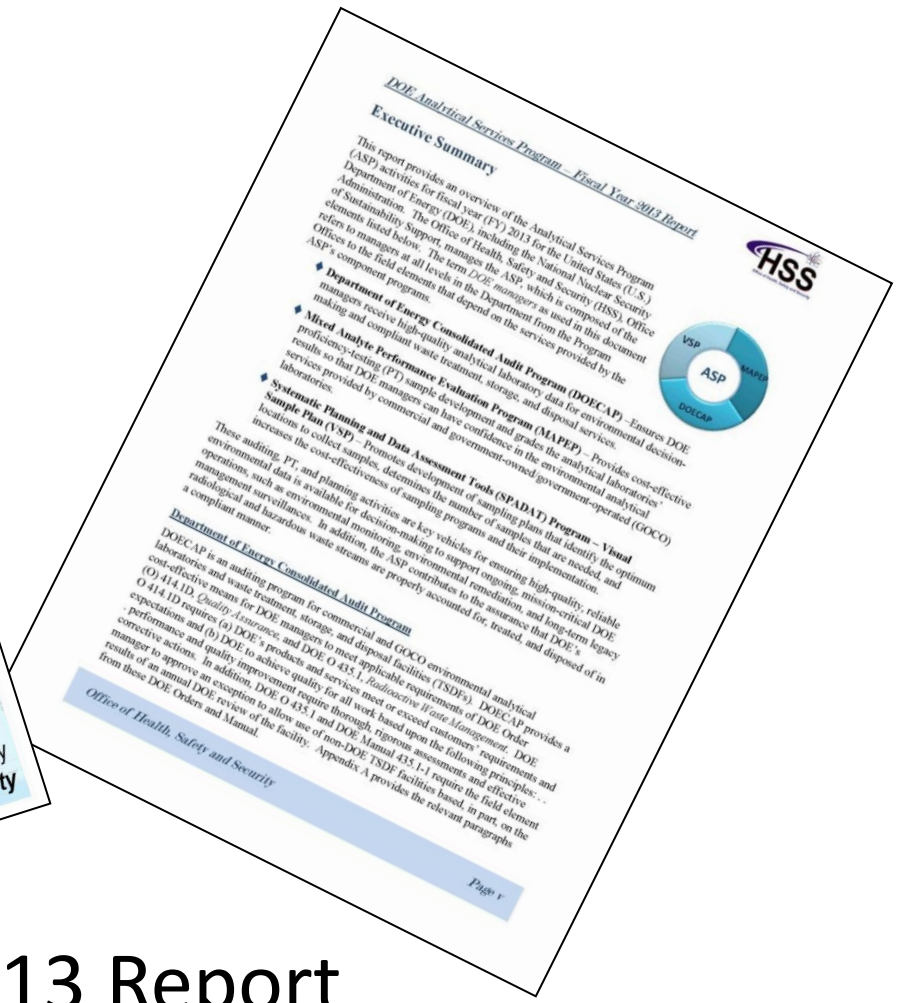 DOE Analytical Services Program – Fiscal Year 2013 Report
HSS
Executive Summary
This report provides an overview of the Analytical Services Program
(ASP) activities for fiscal year (FY) 2013 for the United States (U.S.)
Department of Energy (DOE), including the National Nuclear Security
Administration. The Office of Health, Safety and Security (HSS), Office
of Sustainability Support, manages the ASP, which is composed of the
elements listed below. The term DOE managers as used in this document
refers to managers at all levels in the Department from the Program
Offices to the field elements that depend on the services provided by the
ASP's component programs.
VSP
MAPEP
ASP
DOECAP
Department of Energy Consolidated Audit Program (DOECAP) –Ensures DOE
managers receive high-quality analytical laboratory data for environmental decision-
making and compliant waste treatment, storage, and disposal services.
Mixed Analyte Performance Evaluation Program (MAPEP) – Provides cost-effective
proficiency-testing (PT) sample development and grades the analytical laboratories'
results so that DOE managers can have confidence in the environmental analytical
services provided by commercial and government-owned/government-operated (GOCO)
laboratories.
Systematic Planning and Data Assessment Tools (SPADAT) Program – Visual
Sample Plan (VSP) – Promotes development of sampling plans that identify the optimum
locations to collect samples, determines the number of samples that are needed, and
increases the cost-effectiveness of sampling programs and their implementation.
These auditing, PT, and planning activities are key vehicles for ensuring high-quality, reliable
environmental data is available for decision-making to support ongoing, mission-critical DOE
operations, such as environmental monitoring, environmental remediation, and long-term legacy
management surveillances. In addition, the ASP contributes to the assurance that DOE's
radiological and hazardous waste streams are properly accounted for, treated, and disposed of in
a compliant manner.
Department of Energy Consolidated Audit Program
DOECAP is an auditing program for commercial and GOCO environmental analytical
laboratories and waste treatment, storage, and disposal facilities (TSDFs). DOECAP provides a
cost-effective means for DOE managers to meet applicable requirements of DOE Order
(O) 414.1D, Quality Assurance, and DOE O 435.1, Radioactive Waste Management. DOE
O 414.1D requires (a) DOE's products and services meet or exceed customers' requirements and
expectations and (b) DOE to achieve quality for all work based upon the following principles: . .
. performance and quality improvement require thorough, rigorous assessments and effective
corrective actions. In addition, DOE O 435.1 and DOE Manual 435.1-1 require the field element
manager to approve an exception to allow use of non-DOE TSDF facilities based, in part, on the
results of an annual DOE review of the facility. Appendix A provides the relevant paragraphs
from these DOE Orders and Manual.
Office of Health, Safety and Security
Page v
y
ty
13 Report